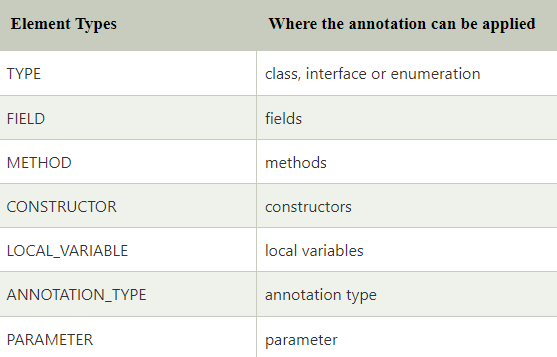 Element Types Where the annotation can be applied
TYPE class, interface or enumeration
FIELD fields
METHOD methods
CONSTRUCTOR constructors
LOCAL_VARIABLE local variables
ANNOTATION_TYPE annotation type
PARAMETER parameter